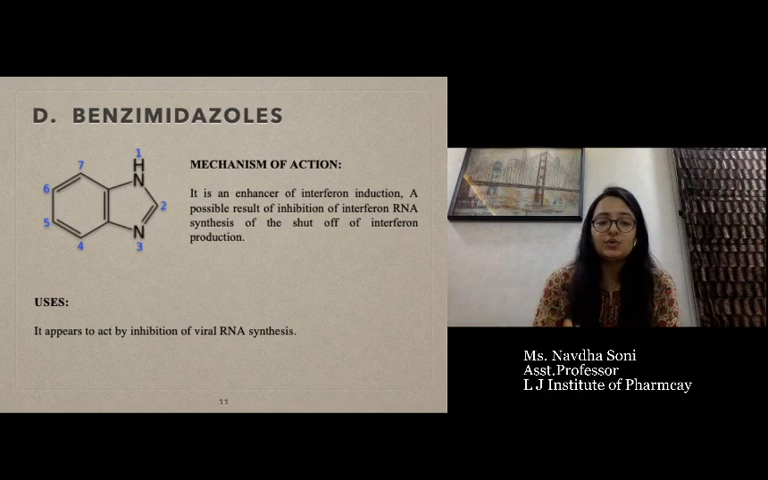 D. BENZIMIDAZOLES
1
H
N
7
6
2
5
N
4
3
MECHANISM OF ACTION:
It is an enhancer of interferon induction, A
possible result of inhibition of interferon RNA
synthesis of the shut off of interferon
production.
USES:
It appears to act by inhibition of viral RNA synthesis.
11
Ms. Navdha Soni
Asst.Professor
L J Institute of Pharmcay